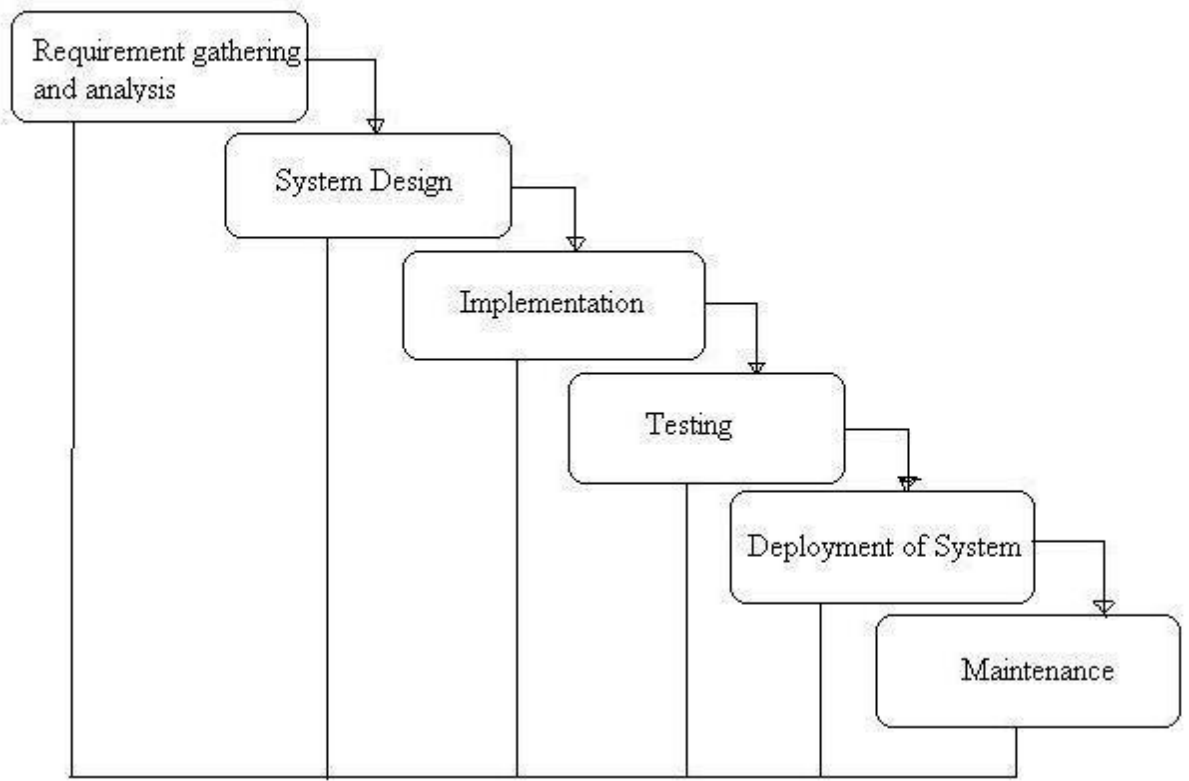 Requirement gathering
and analysis
System Design
Implementation
Testing
Deployment of System
Maintenance